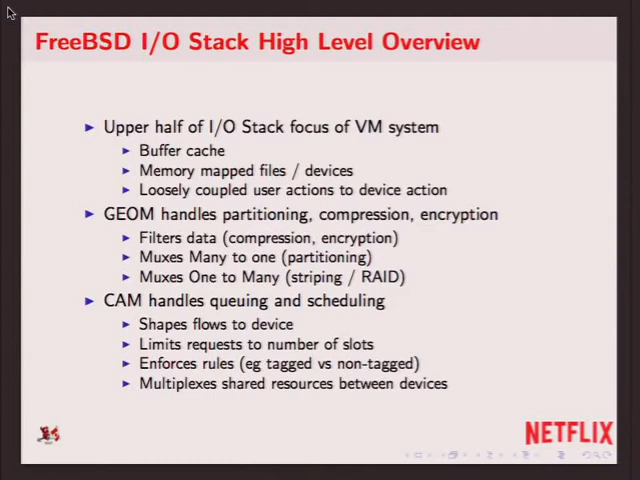 FreeBSD I/O Stack High Level Overview
Upper half of I/O Stack focus of VM system
Buffer cache
Memory mapped files / devices
Loosely coupled user actions to device action
GEOM handles partitioning, compression, encryption
Filters data (compression, encryption)
Muxes Many to one (partitioning)
Muxes One to Many (striping / RAID)
CAM handles queuing and scheduling
Shapes flows to device
Limits requests to number of slots
Enforces rules (eg tagged vs non-tagged)
Multiplexes shared resources between devices
NETFLIX